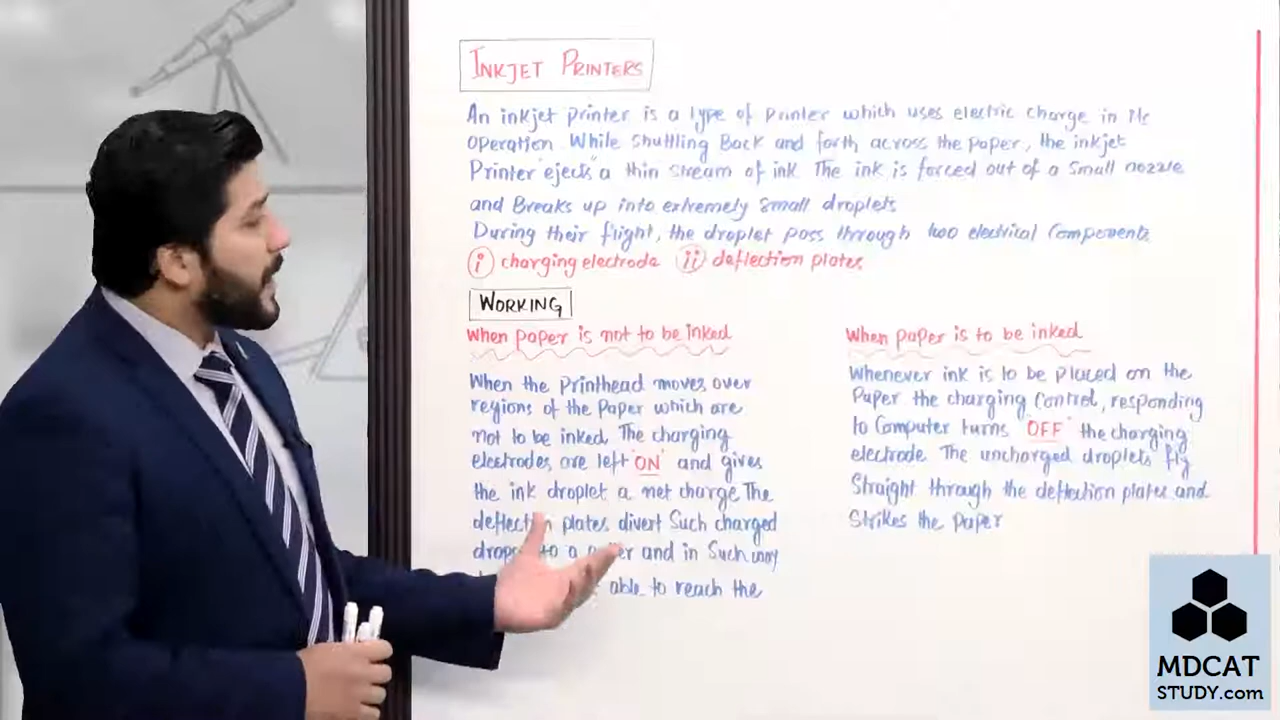 INKJET PRINTERS
An inkjet printer is a type of printer which uses electric charge in its
operation. While shuttling Back and forth across the paper, the inkjet
Printer "ejects" a thin stream of ink. The ink is forced out of a small nozzle
and Breaks up into extremely small droplets
During their flight, the droplet pass through two electrical Components
(i) charging electrode (ii) deflection plates
WORKING
When paper is not to be inked
When the Printhead moves over
regions of the Paper which are
not to be inked. The charging
electrodes are left "ON" and gives
the ink droplet a net charge. The
plates divert Such charged
to a and in Such way
able to reach the
When paper is to be inked
Whenever ink is to be placed on the
Paper the charging Control, responding
to Computer turns "OFF" the charging
electrode. The uncharged droplets fly
Straight through the deflection plates and
Strikes the Paper
MDCAT
STUDY.com